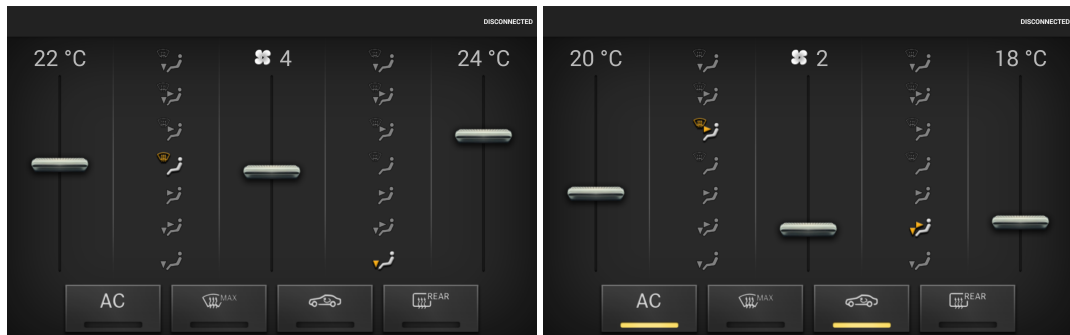 DISCONNECTED
22 °C
4
24 °C
AC
MAX
REAR
DISCONNECTED
20 °C
2
18 °C
AC
MAX
REAR